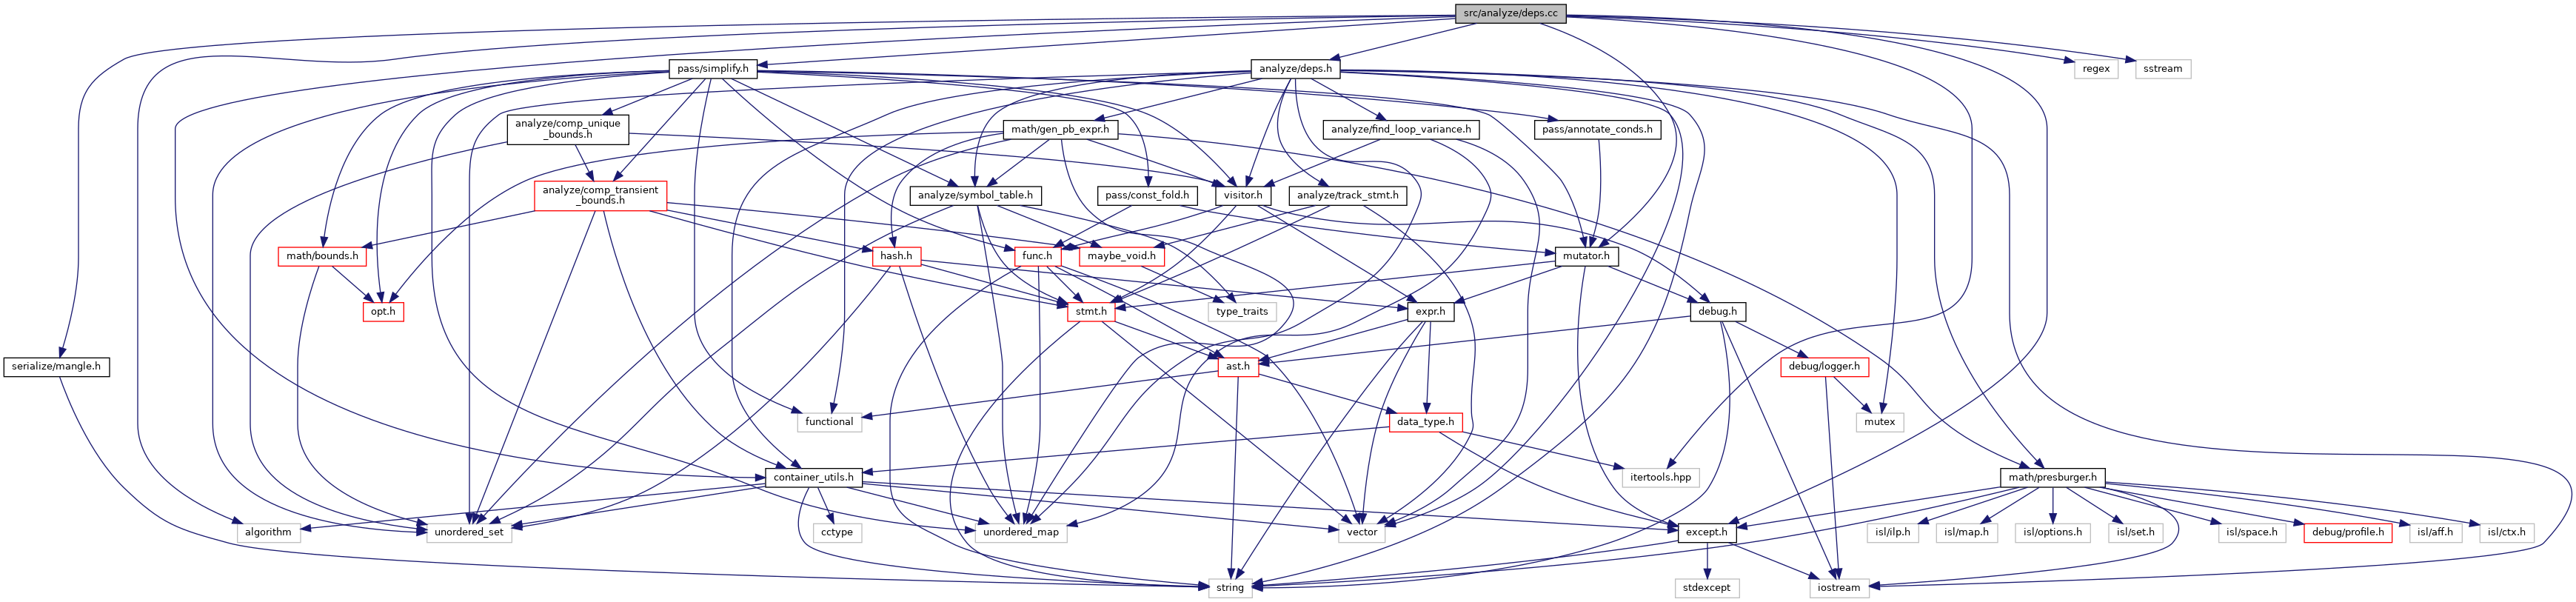 src/analyze/deps.cc
pass/simplify.h
analyze/deps.h
regex
sstream
analyze/comp_unique
_bounds.h
math/gen_pb_expr.h
analyze/find_loop_variance.h
pass/annotate_conds.h
analyze/comp_transient
_bounds.h
analyze/symbol_table.h
pass/const_fold.h
visitor.h
analyze/track_stmt.h
math/bounds.h
hash.h
func.h
maybe_void.h
mutator.h
opt.h
stmt.h
type_traits
expr.h
debug.h
serialize/mangle.h
ast.h
debug/logger.h
functional
data_type.h
mutex
container_utils.h
itertools.hpp
math/presburger.h
algorithm
unordered_set
cctype
unordered_map
vector
except.h
isl/ilp.h
isl/map.h
isl/options.h
isl/set.h
isl/space.h
debug/profile.h
isl/aff.h
isl/ctx.h
string
stdexcept
iostream